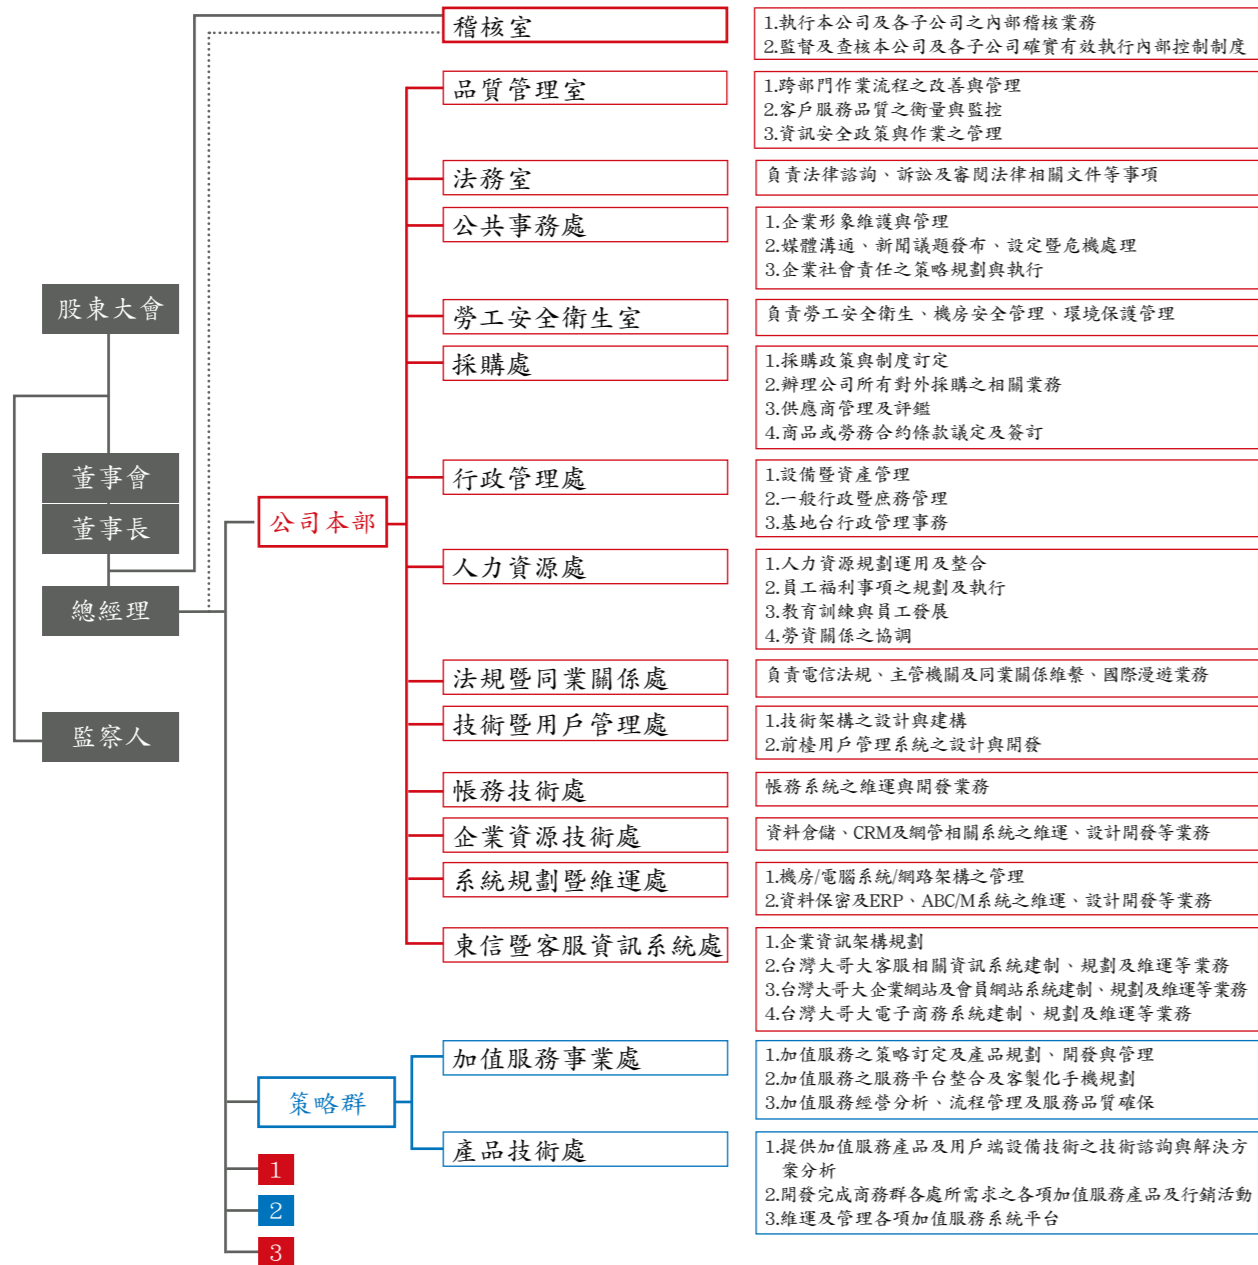 稽核室
1.執行本公司及各子公司之內部稽核業務
2.監督及查核本公司及各子公司確實有效執行內部控制制度
品質管理室
1.跨部門作業流程之改善與管理
2.客戶服務品質之衡量與監控
3.資訊安全政策與作業之管理
法務室
負責法律諮詢、訴訟及審閱法律相關文件等事項
公共事務處
1.企業形象維護與管理
2.媒體溝通、新聞議題發布、設定暨危機處理
3.企業社會責任之策略規劃與執行
股東大會
勞工安全衛生室
負責勞工安全衛生、機房安全管理、環境保護管理
採購處
1.採購政策與制度訂定
2.辦理公司所有對外採購之相關業務
3.供應商管理及評鑑
4.商品或勞務合約條款議定及簽訂
董事會
董事長
總經理
監察人
公司本部
行政管理處
1.設備暨資產管理
2.一般行政暨庶務管理
3.基地台行政管理事務
人力資源處
1.人力資源規劃運用及整合
2.員工福利事項之規劃及執行
3.教育訓練與員工發展
4.勞資關係之協調
法規暨同業關係處
負責電信法規、主管機關及同業關係維繫、國際漫遊業務
技術暨用戶管理處
1.技術架構之設計與建構
2.前檯用戶管理系統之設計與開發
帳務技術處
帳務系統之維運與開發業務
企業資源技術處
資料倉儲、CRM及網管相關系統之維運、設計開發等業務
系統規劃暨維運處
1.機房/電腦系統/網路架構之管理
2.資料保密及ERP、ABC/M系統之維運、設計開發等業務
東信暨客服資訊系統處
1.企業資訊架構規劃
2.台灣大哥大客服相關資訊系統建制、規劃及維運等業務
3.台灣大哥大企業網站及會員網站系統建制、規劃及維運等業務
4.台灣大哥大電子商務系統建制、規劃及維運等業務
策略群
加值服務事業處
1.加值服務之策略訂定及產品規劃、開發與管理
2.加值服務之服務平台整合及客製化手機規劃
3.加值服務經營分析、流程管理及服務品質確保
產品技術處
1.提供加值服務產品及用戶端設備技術之技術諮詢與解決方
案分析
2.開發完成商務群各處所需求之各項加值服務產品及行銷活動
3.維運及管理各項加值服務系統平台
1
2
3